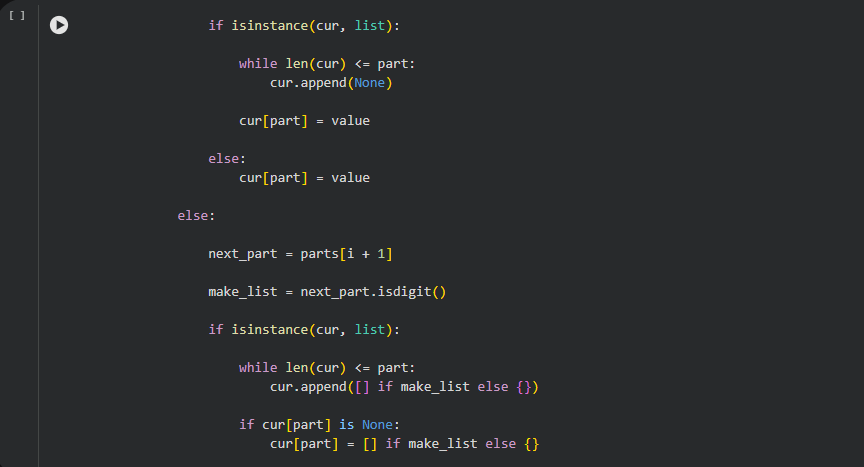 [ ]
if isinstance(cur, list):
while len(cur) <= part:
cur.append(None)
cur[part] = value
else:
cur[part] = value
else:
next_part = parts[i + 1]
make_list = next_part.isdigit()
if isinstance(cur, list):
while len(cur) <= part:
cur.append([] if make_list else {})
if cur[part] is None:
cur[part] = [] if make_list else {}